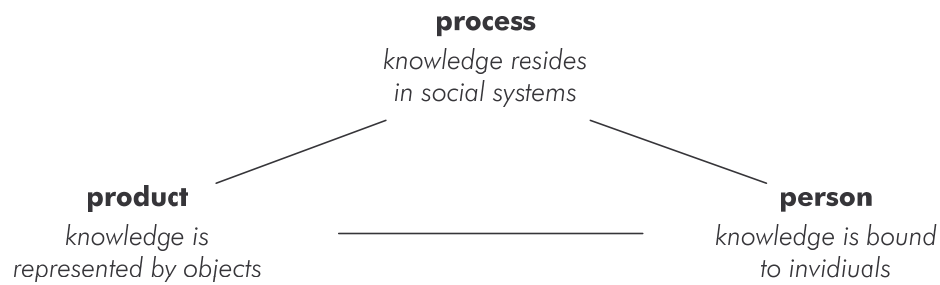 process
knowledge resides
in social systems
product
knowledge is
represented by objects
person
knowledge is bound
to invidiuals